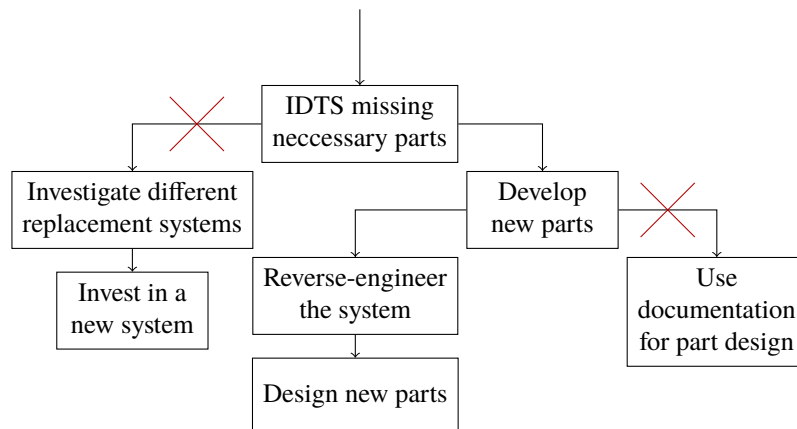 IDTS missing
neccessary parts
Investigate different
replacement systems
Develop
new parts
Invest in a
new system
Reverse-engineer
the system
Use
documentation
for part design
Design new parts